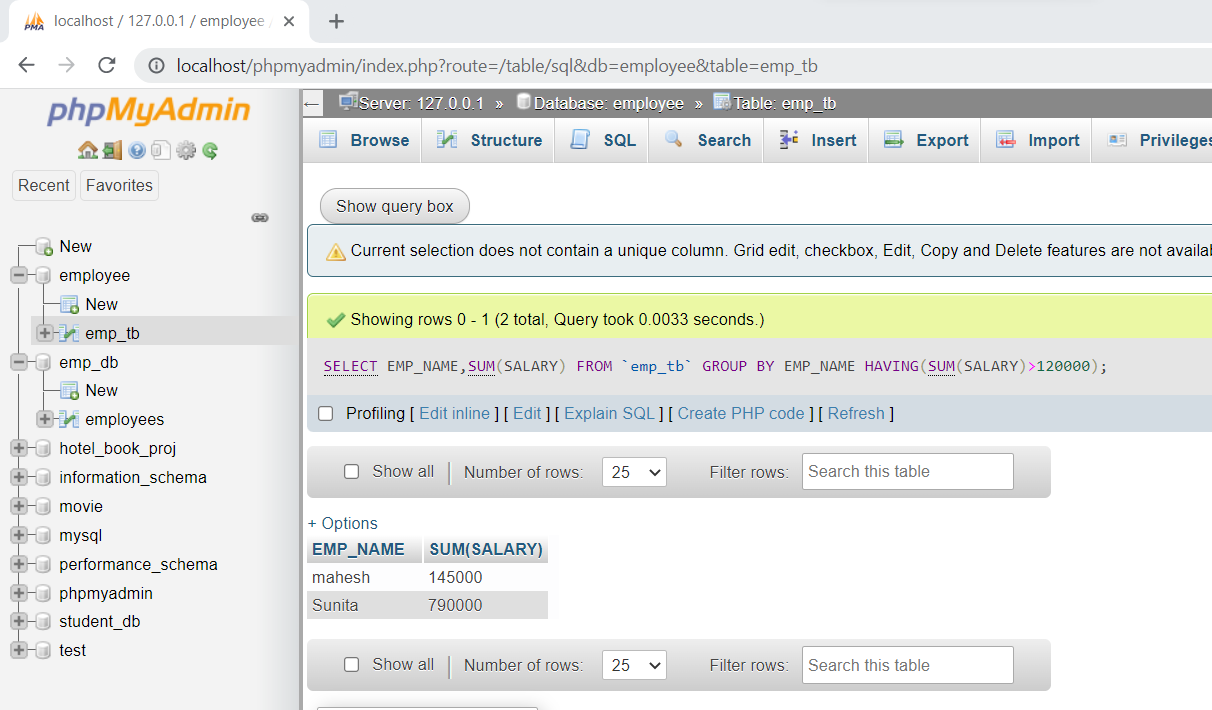 localhost / 127.0.0.1 / employee /
localhost/phpmyadmin/index.php?route=/table/sql&db=employee&table=emp_tb
phpMyAdmin
Recent Favorites
New
employee
New
emp_tb
emp_db
New
employees
hotel_book_proj
information_schema
movie
mysql
performance_schema
phpmyadmin
student_db
test
Server: 127.0.0.1 » Database: employee » Table: emp_tb
Browse Structure SQL Search Insert Export Import Privileges
Show query box
Current selection does not contain a unique column. Grid edit, checkbox, Edit, Copy and Delete features are not availab
Showing rows 0 - 1 (2 total, Query took 0.0033 seconds.)
SELECT EMP_NAME,SUM(SALARY) FROM `emp_tb` GROUP BY EMP_NAME HAVING(SUM(SALARY)>120000);
Profiling [ Edit inline ] [ Edit ] [ Explain SQL ] [ Create PHP code ] [ Refresh ]
Show all | Number of rows: 25 Filter rows: Search this table
+ Options
EMP_NAME SUM(SALARY)
mahesh 145000
Sunita 790000
Show all | Number of rows: 25 Filter rows: Search this table